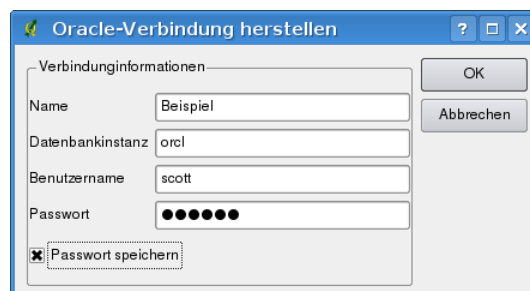 Oracle-Verbindung herstellen
Verbindunginformationen
OK
Name Beispiel
Abbrechen
Datenbankinstanz orcl
Benutzername scott
Passwort ●●●●●●
Passwort speichern